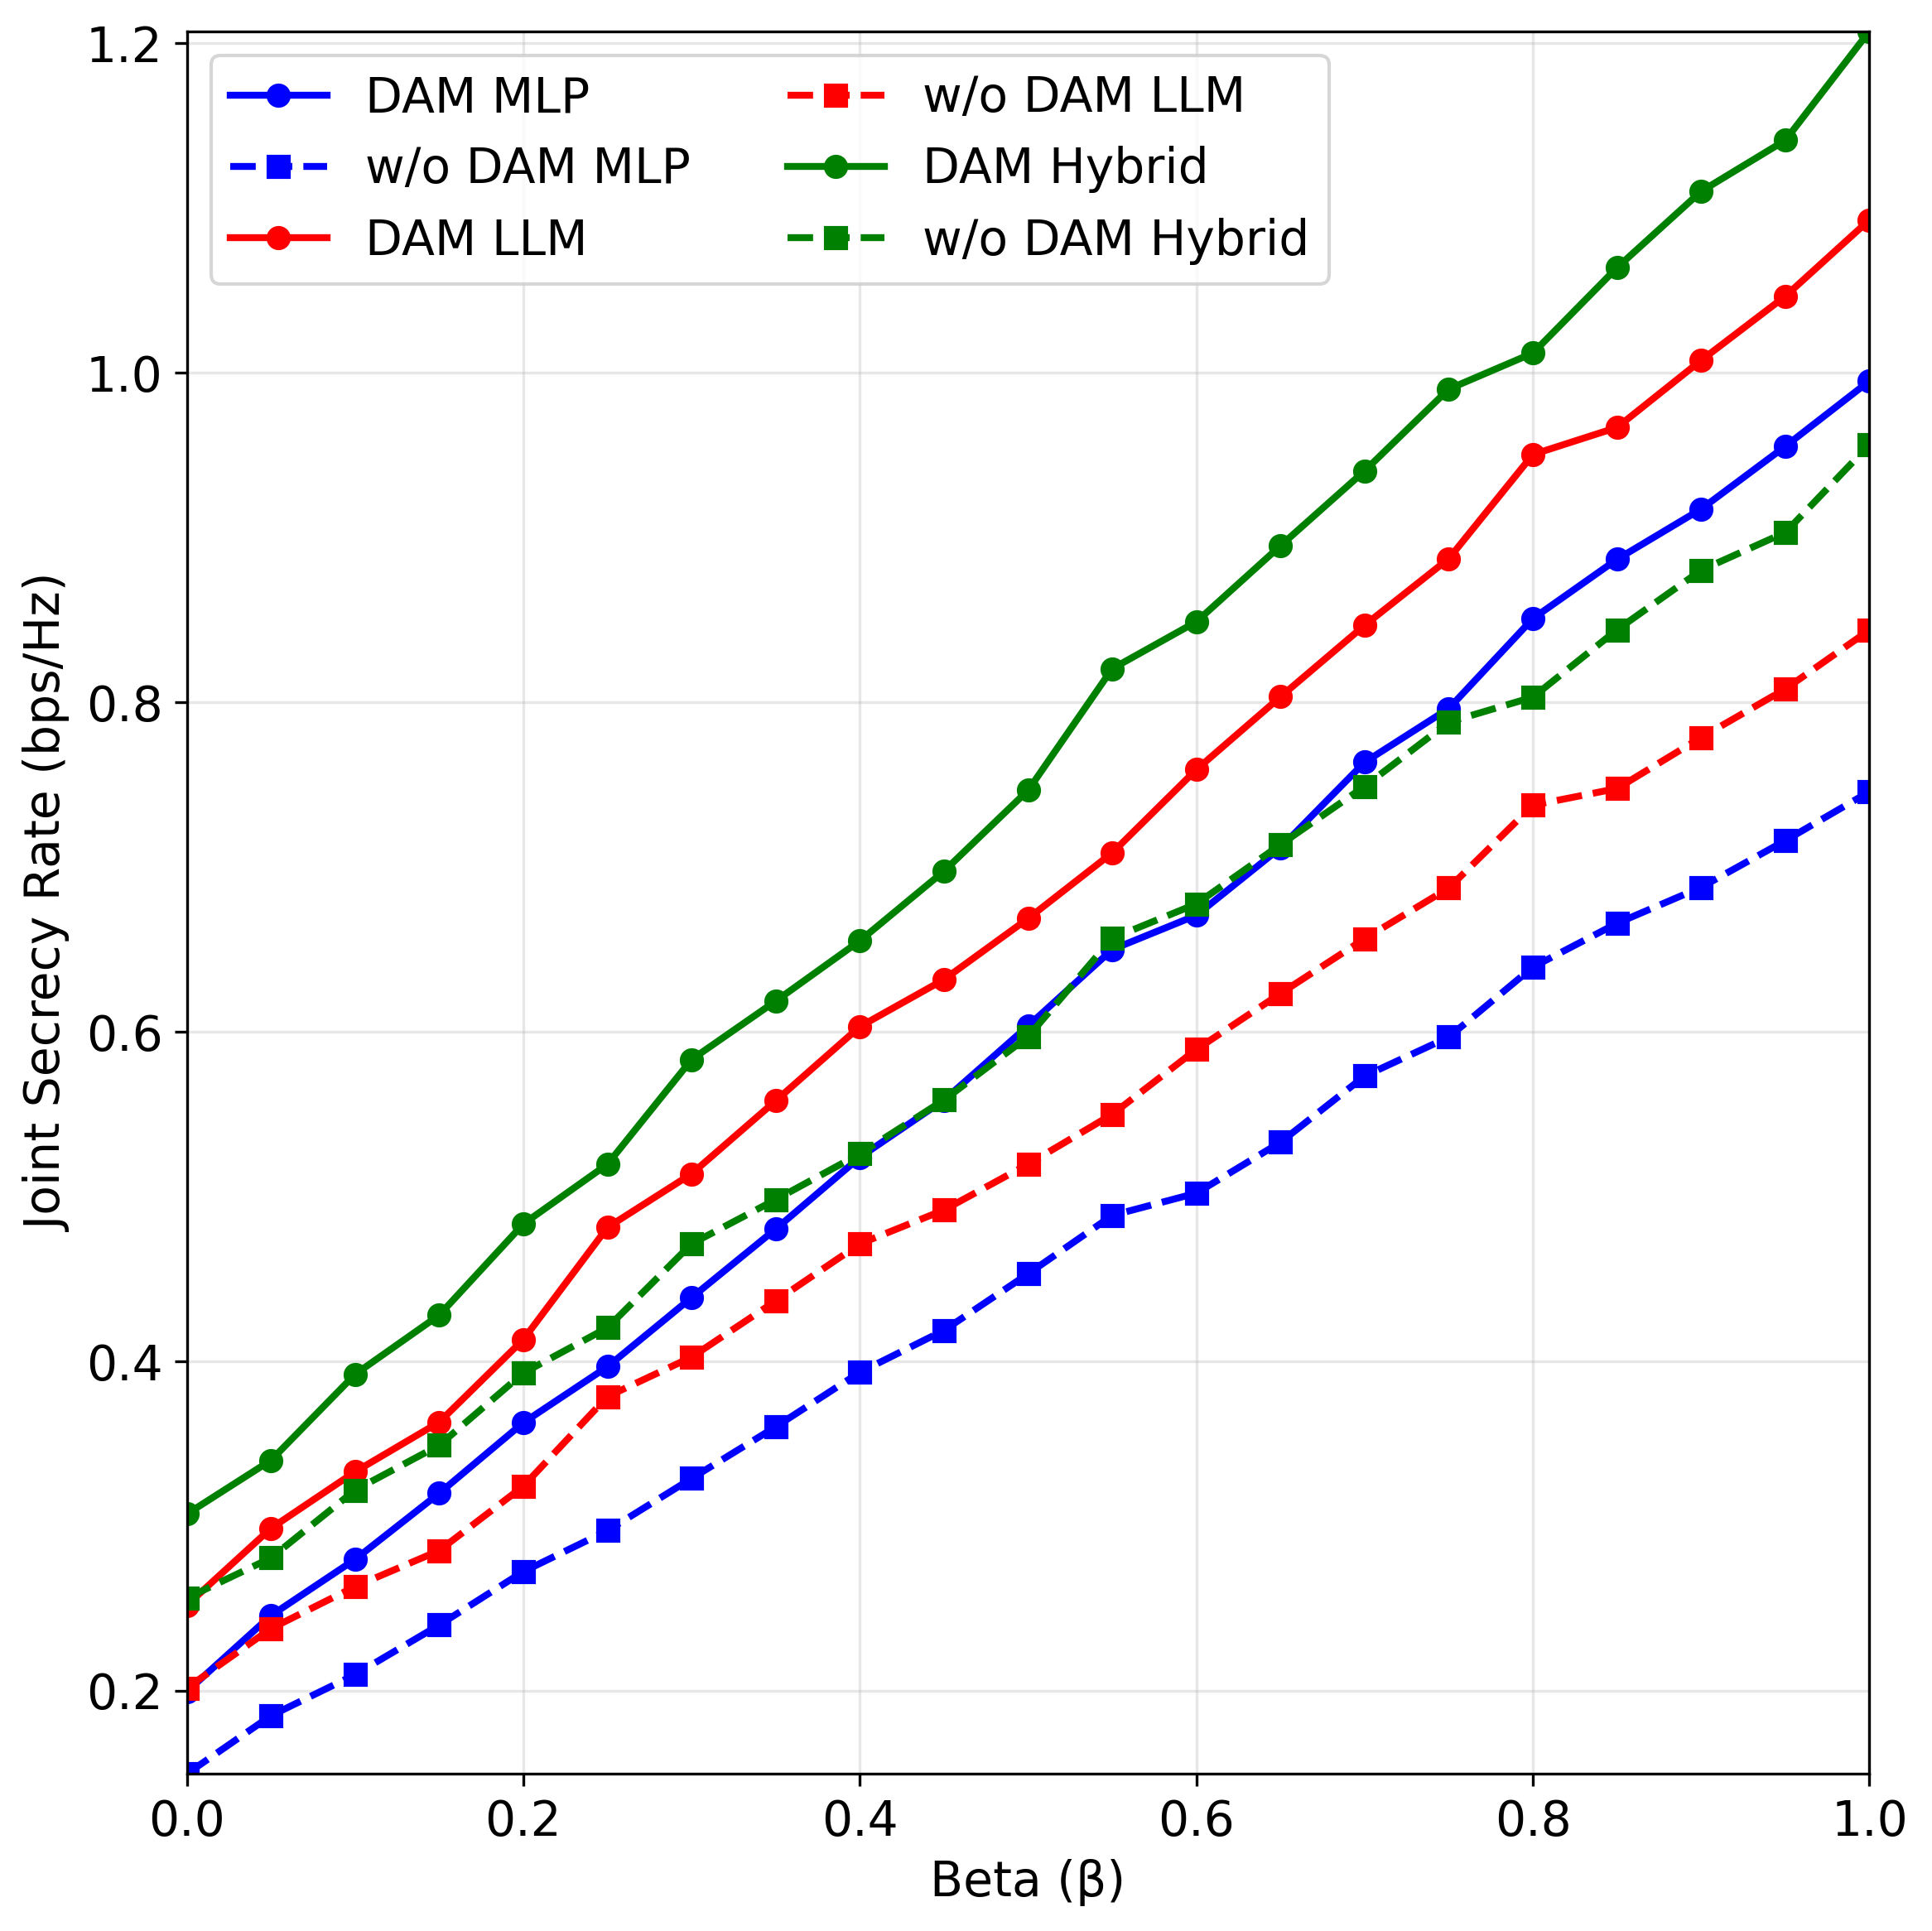 1.2
1.0
0.8
0.6
0.4
0.2
Joint Secrecy Rate (bps/Hz)
DAM MLP
w/o DAM MLP
DAM LLM
w/o DAM LLM
DAM Hybrid
w/o DAM Hybrid
0.0 0.2 0.4 0.6 0.8 1.0
Beta (β)